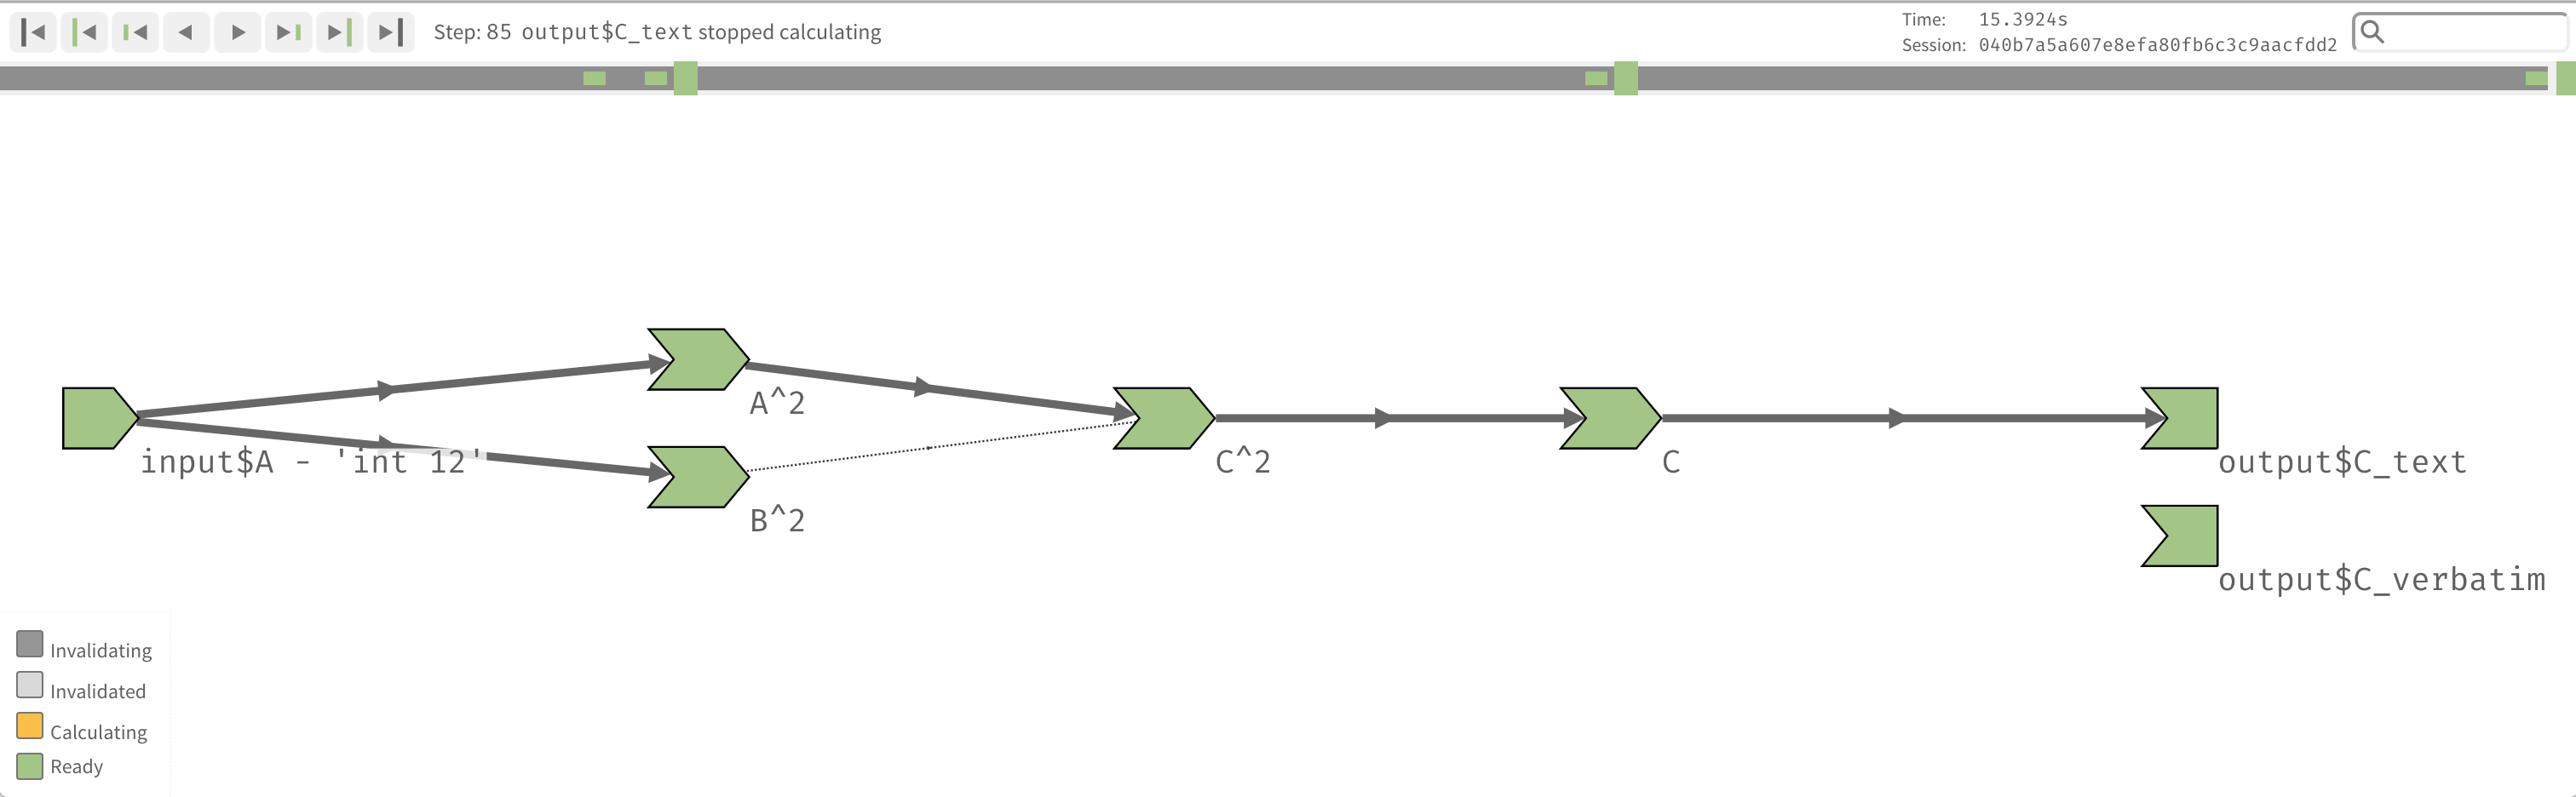 Step: 85 output$C_text stopped calculating
Time: 15.3924s
Session: 040b7a5a607e8efa80fb6c3c9aacfdd2
A^2
input$A - 'int 12'
C^2
C
output$C_text
B^2
output$C_verbatim
Invalidating
Invalidated
Calculating
Ready